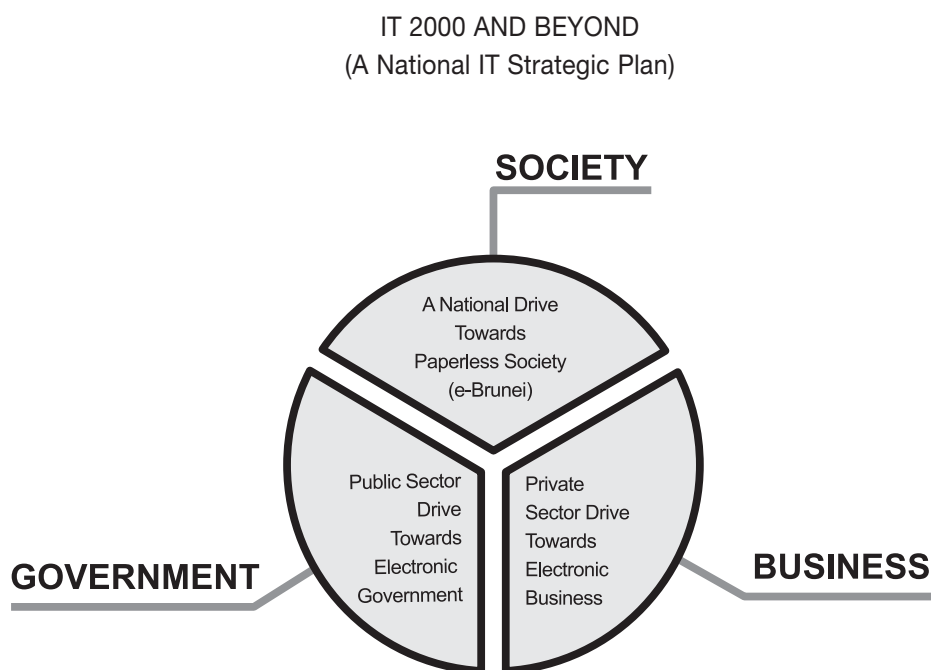 IT 2000 AND BEYOND
(A National IT Strategic Plan)
SOCIETY
A National Drive
Towards
Paperless Society
(e-Brunei)
Public Sector
Drive
Towards
Electronic
Government
Private
Sector Drive
Towards
Electronic
Business
GOVERNMENT
BUSINESS